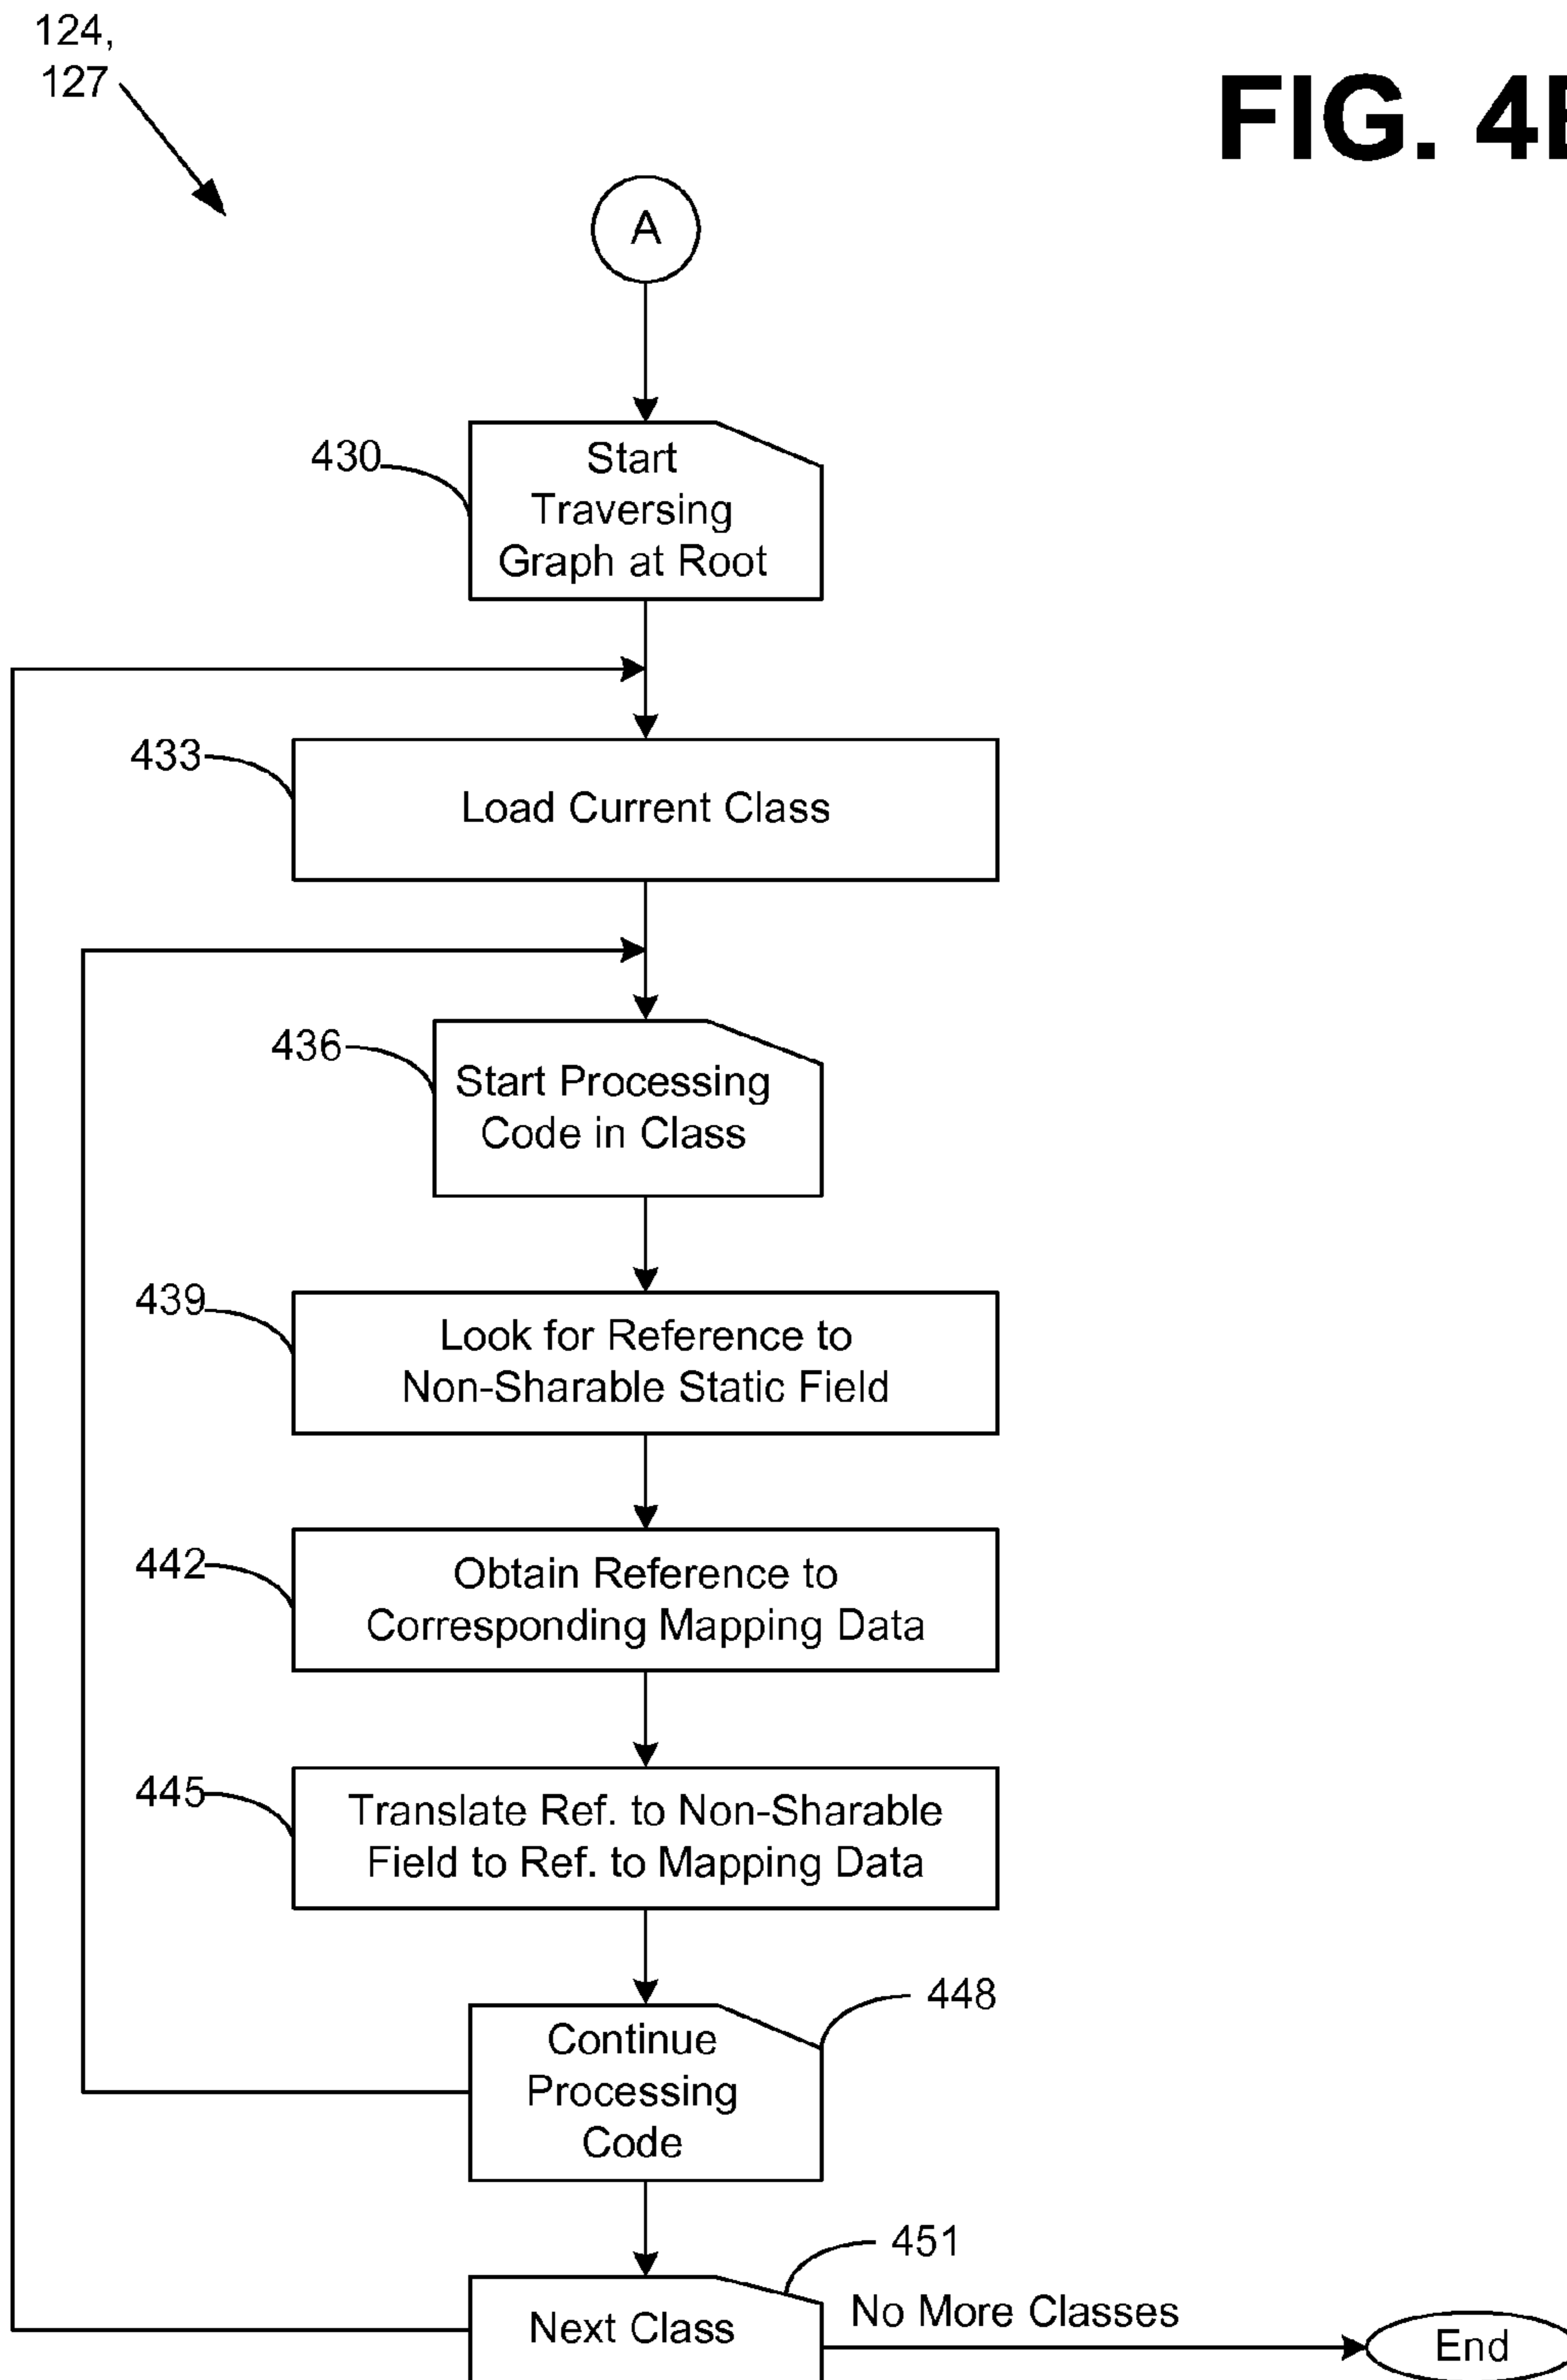 124,
127
FIG. 4B
A
430
Start
Traversing
Graph at Root
433
Load Current Class
436
Start Processing
Code in Class
439
Look for Reference to
Non-Sharable Static Field
442
Obtain Reference to
Corresponding Mapping Data
445
Translate Ref. to Non-Sharable
Field to Ref. to Mapping Data
448
Continue
Processing
Code
451
Next Class
No More Classes
End